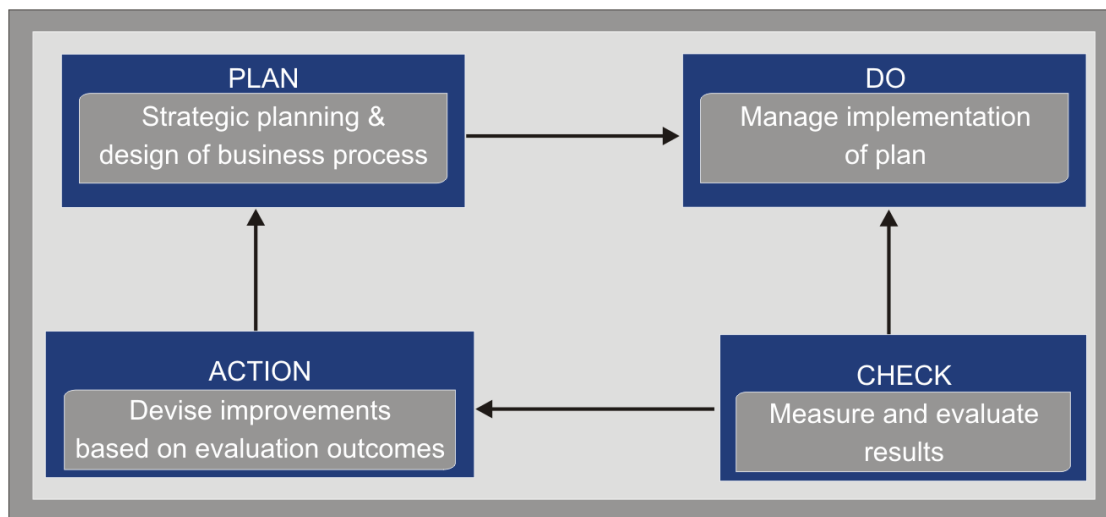 PLAN
Strategic planning &
design of business process
DO
Manage implementation
of plan
ACTION
Devise improvements
based on evaluation outcomes
CHECK
Measure and evaluate
results